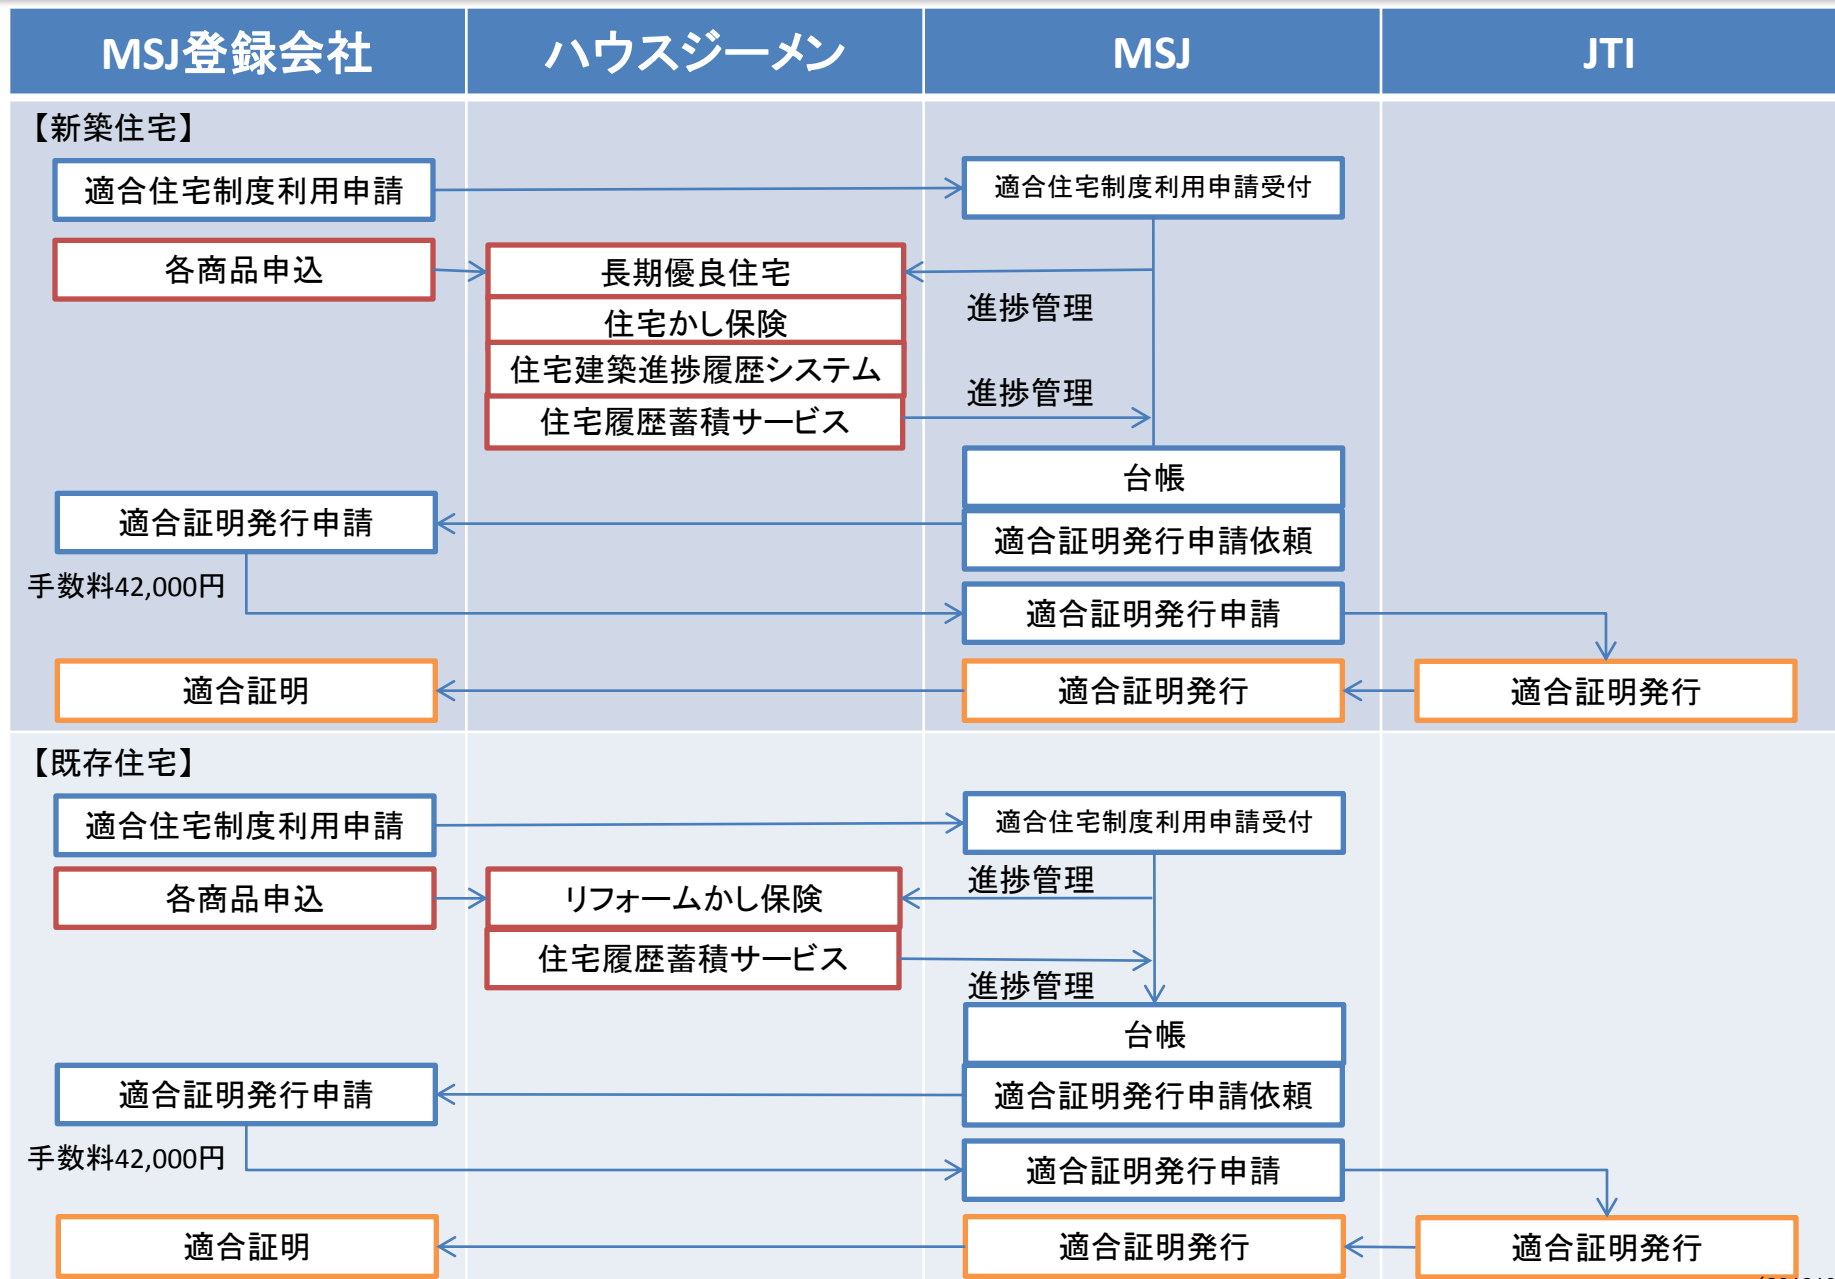 MSJ登録会社
ハウスジーメン
MSJ
JTI
【新築住宅】
適合住宅制度利用申請
適合住宅制度利用申請受付
各商品申込
長期優良住宅
進捗管理
住宅かし保険
住宅建築進捗履歴システム
進捗管理
住宅履歴蓄積サービス
台帳
適合証明発行申請
適合証明発行申請依頼
手数料42,000円
適合証明発行申請
適合証明
適合証明発行
適合証明発行
【既存住宅】
適合住宅制度利用申請
適合住宅制度利用申請受付
進捗管理
各商品申込
リフォームかし保険
住宅履歴蓄積サービス
進捗管理
台帳
適合証明発行申請
適合証明発行申請依頼
手数料42,000円
適合証明発行申請
適合証明
適合証明発行
適合証明発行